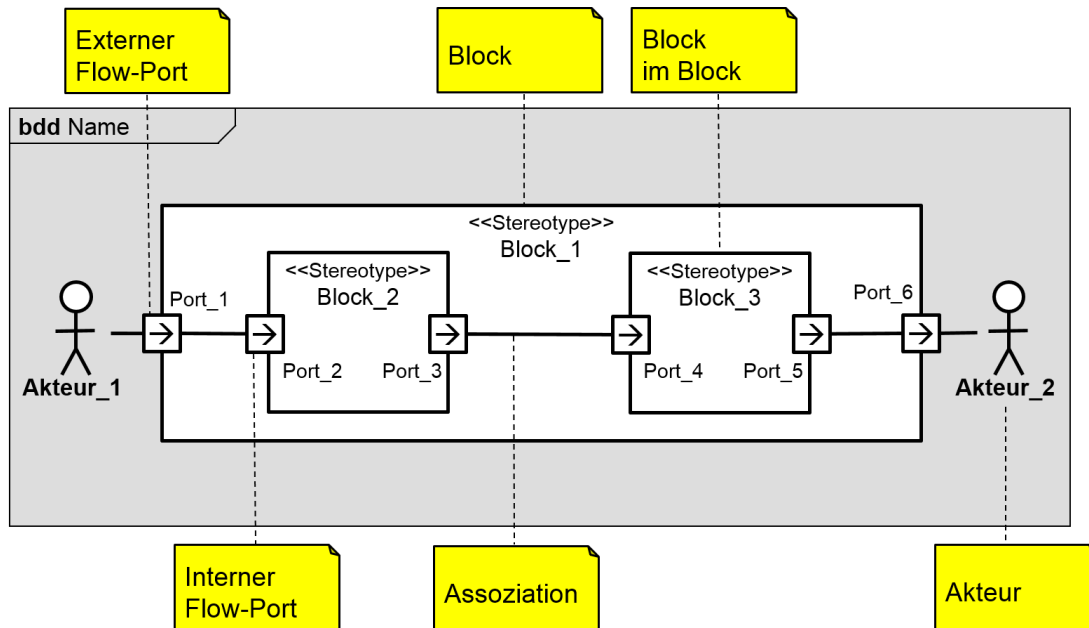 Externer
Flow-Port
Block
Block
im Block
bdd Name
<<Stereotype>>
Block_1
<<Stereotype>>
Block_2
<<Stereotype>>
Block_3
Port_1
Port_6
Port_2
Port_3
Port_4
Port_5
Akteur_1
Akteur_2
Interner
Flow-Port
Assoziation
Akteur